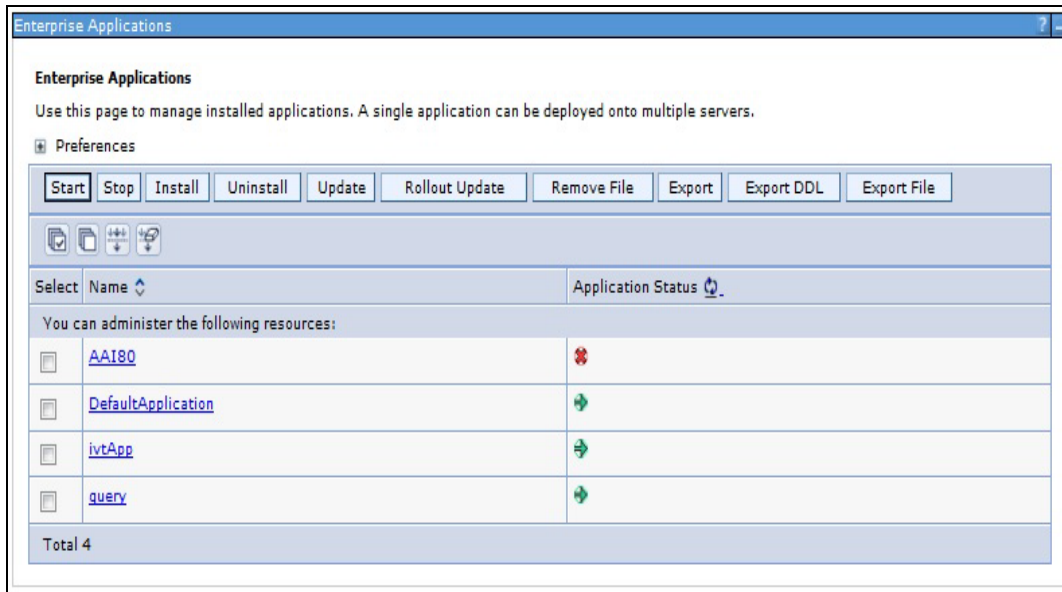 Enterprise Applications ? –
Enterprise Applications
Use this page to manage installed applications. A single application can be deployed onto multiple servers.
Preferences
Start Stop Install Uninstall Update Rollout Update Remove File Export Export DDL Export File
Select Name Application Status
You can administer the following resources:
AAI80
DefaultApplication
ivtApp
query
Total 4